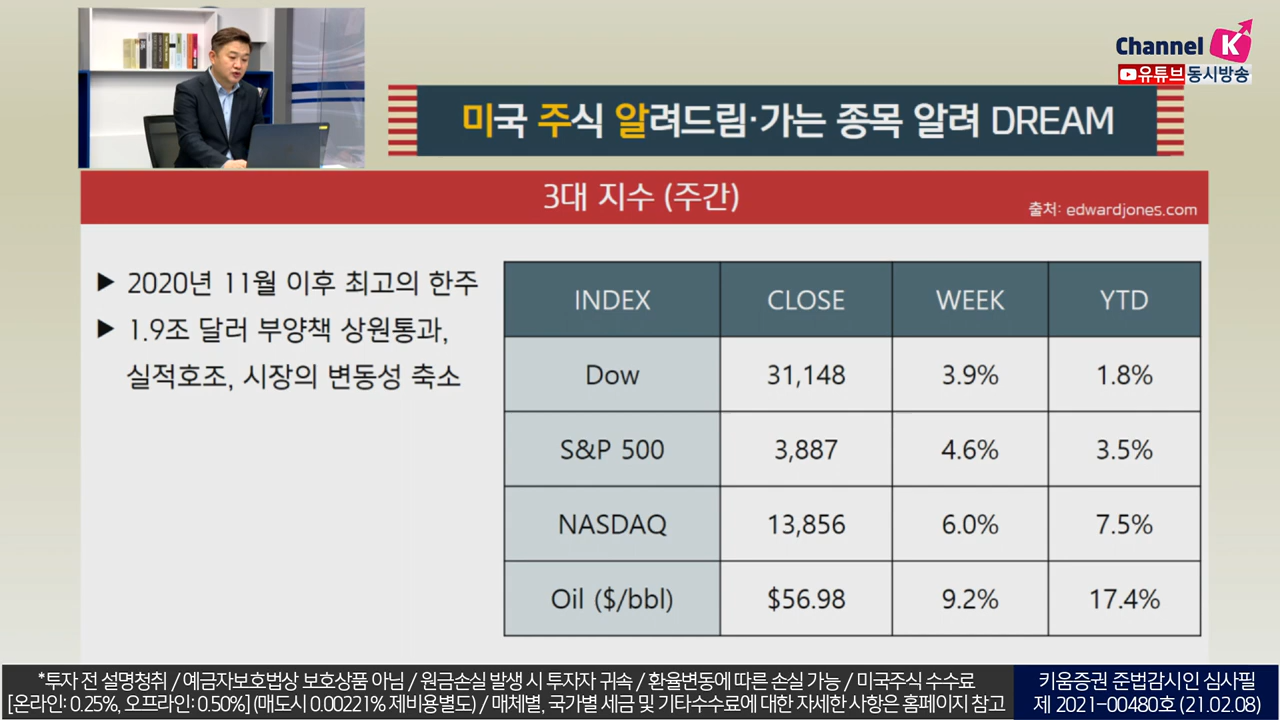 Channel K
유튜브 동시방송
미국 주식 알려드림·가는 종목 알려 DREAM
3대 지수 (주간)
출처: edwardjones.com
▶ 2020년 11월 이후 최고의 한주
▶ 1.9조 달러 부양책 상원통과,
실적호조, 시장의 변동성 축소
INDEX CLOSE WEEK YTD
Dow 31,148 3.9% 1.8%
S&P 500 3,887 4.6% 3.5%
NASDAQ 13,856 6.0% 7.5%
Oil ($/bbl) $56.98 9.2% 17.4%
*투자 전 설명청취 / 예금자보호법상 보호상품 아님 / 원금손실 발생 시 투자자 귀속 / 환율변동에 따른 손실 가능 / 미국주식 수수료
[온라인: 0.25%, 오프라인: 0.50%] (매도시 0.00221% 제비용별도) / 매체별, 국가별 세금 및 기타수수료에 대한 자세한 사항은 홈페이지 참고
키움증권 준법감시인 심사필
제 2021-00480호 (21.02.08)